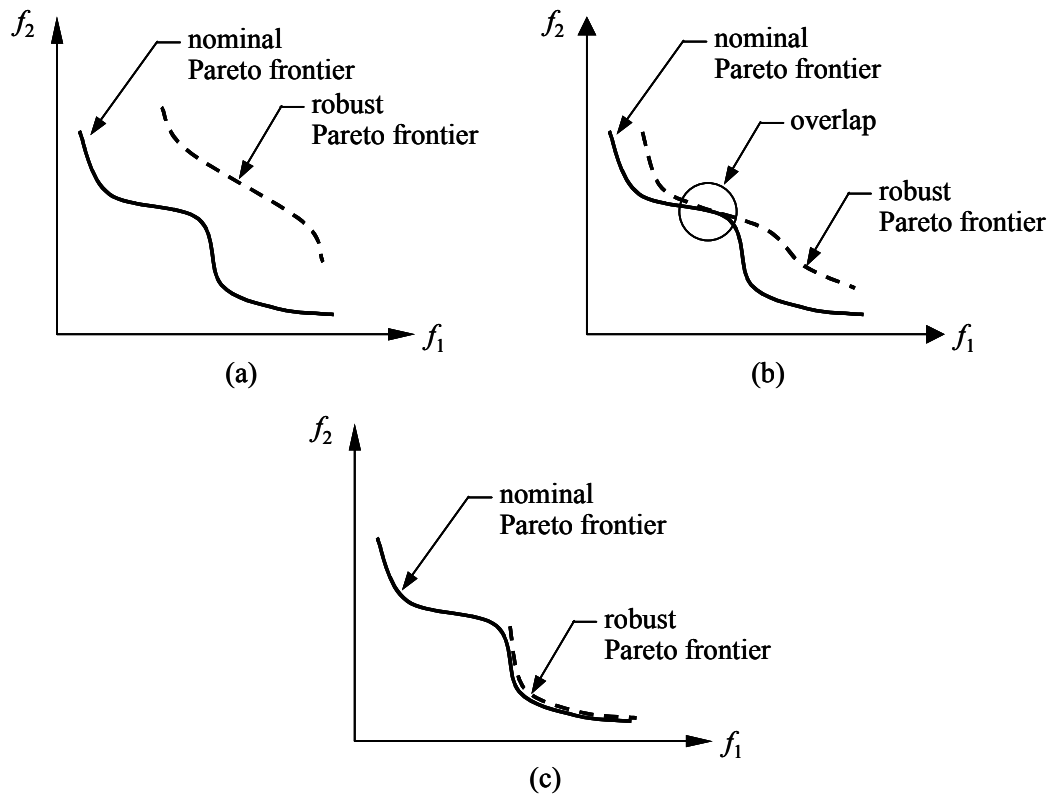 f2
nominal
Pareto frontier
robust
Pareto frontier
f1
(a)
f2
nominal
Pareto frontier
overlap
robust
Pareto frontier
f1
(b)
f2
nominal
Pareto frontier
robust
Pareto frontier
f1
(c)